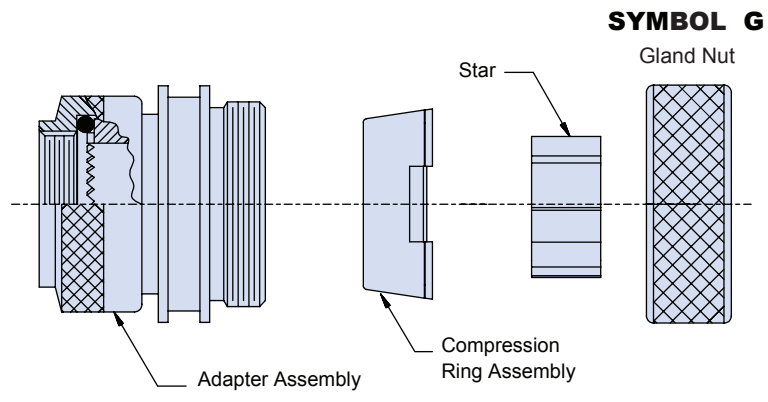 SYMBOL G
Gland Nut
Star
Compression
Ring Assembly
Adapter Assembly